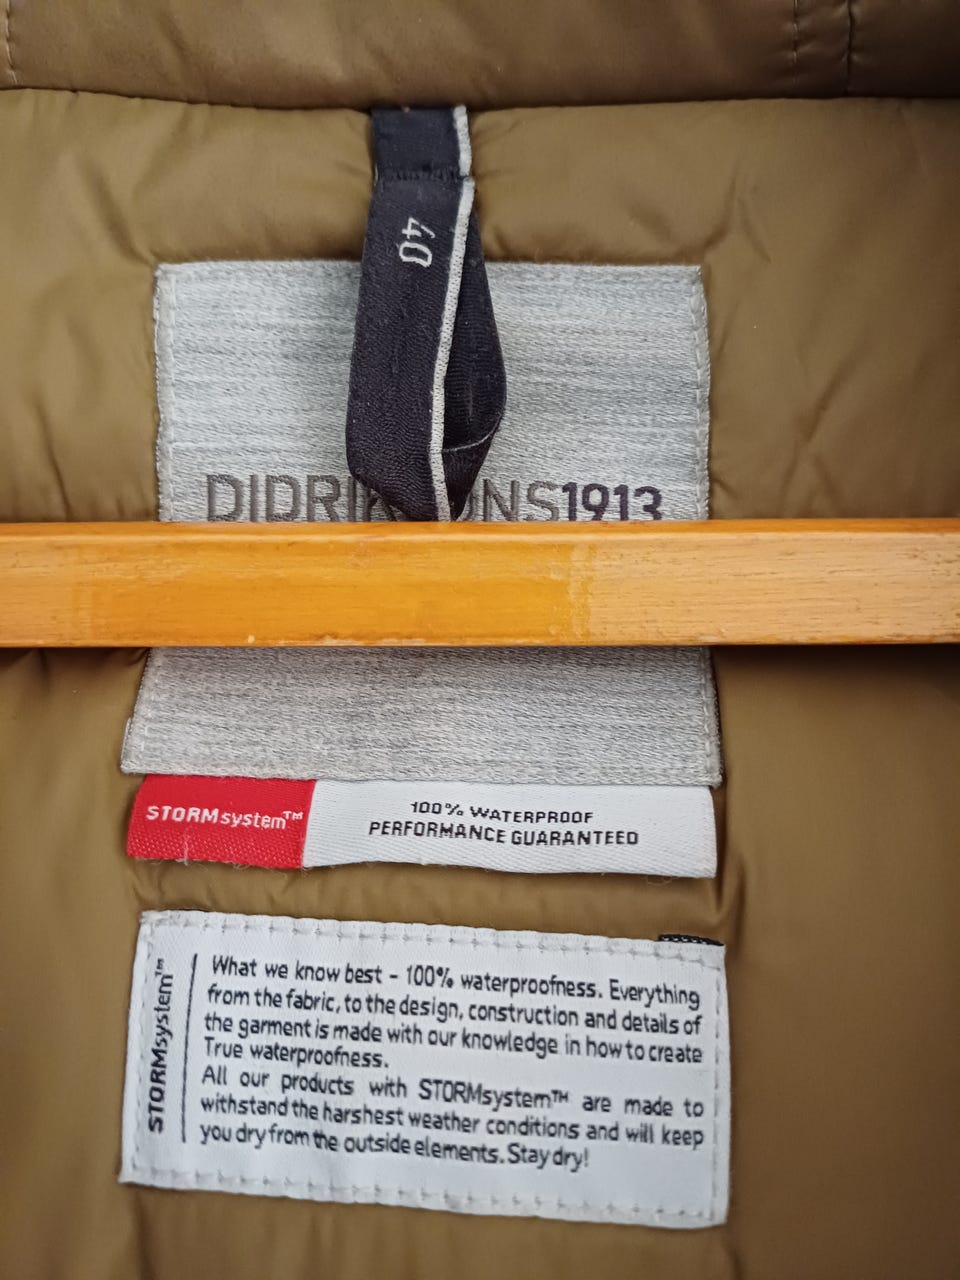 40
DIDRIKSONS1913
STORMsystem™
100% WATERPROOF
PERFORMANCE GUARANTEED
STORMsystem™
What we know best - 100% waterproofness. Everything
from the fabric, to the design, construction and details of
the garment is made with our knowledge in how to create
True waterproofness.
All our products with STORMsystem™ are made to
withstand the harshest weather conditions and will keep
you dry from the outside elements. Stay dry!